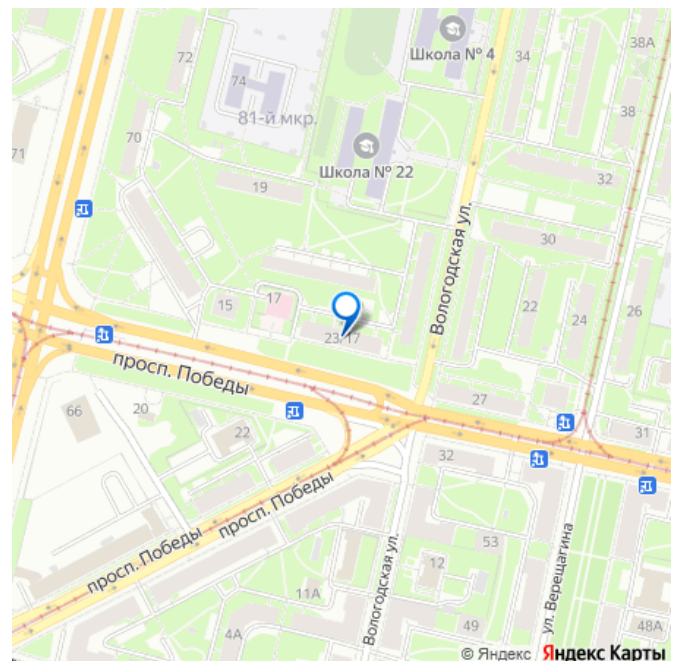 Школа № 4
34
38А
72
74
38
81-й мкр.
70
71
Школа № 22
32
19
Вологодская ул.
30
17
15
22
24
26
23/17
просп. Победы
66
20
27
22
31
32
просп. Победы
просп. Победы
53
12
11А
Вологодская ул.
ул. Верещагина
49
4А
48А
© Яндекс Яндекс Карты